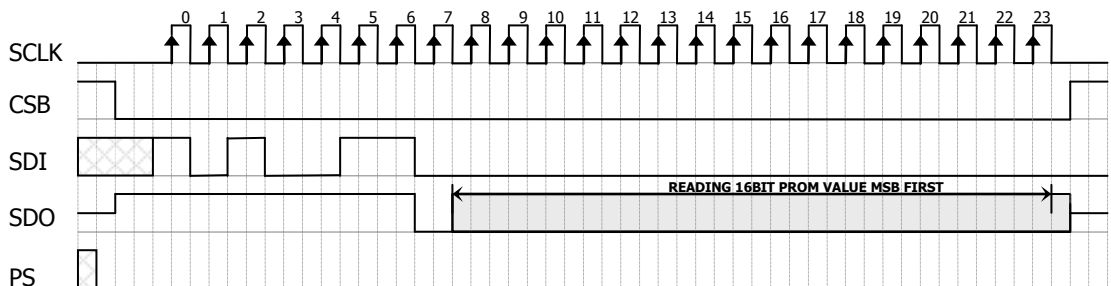 0 1 2 3 4 5 6 7 8 9 10 11 12 13 14 15 16 17 18 19 20 21 22 23
SCLK
CSB
SDI
READING 16BIT PROM VALUE MSB FIRST
SDO
PS